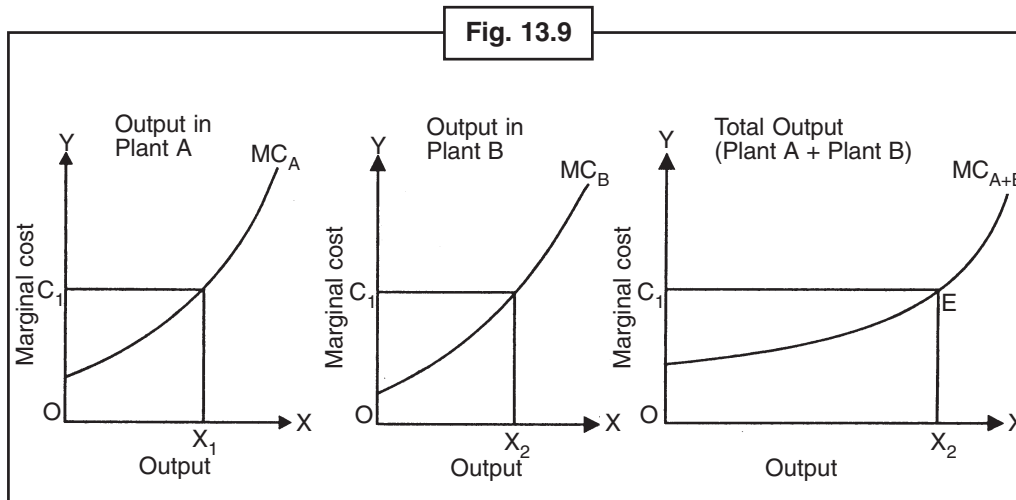 Fig. 13.9
Output in
Plant A
Y
MC_A
Marginal cost
C_1
O
X_1
X
Output
Output in
Plant B
Y
MC_B
Marginal cost
C_1
O
X_2
X
Output
Total Output
(Plant A + Plant B)
Y
MC_A+B
Marginal cost
C_1
E
O
X_2
X
Output